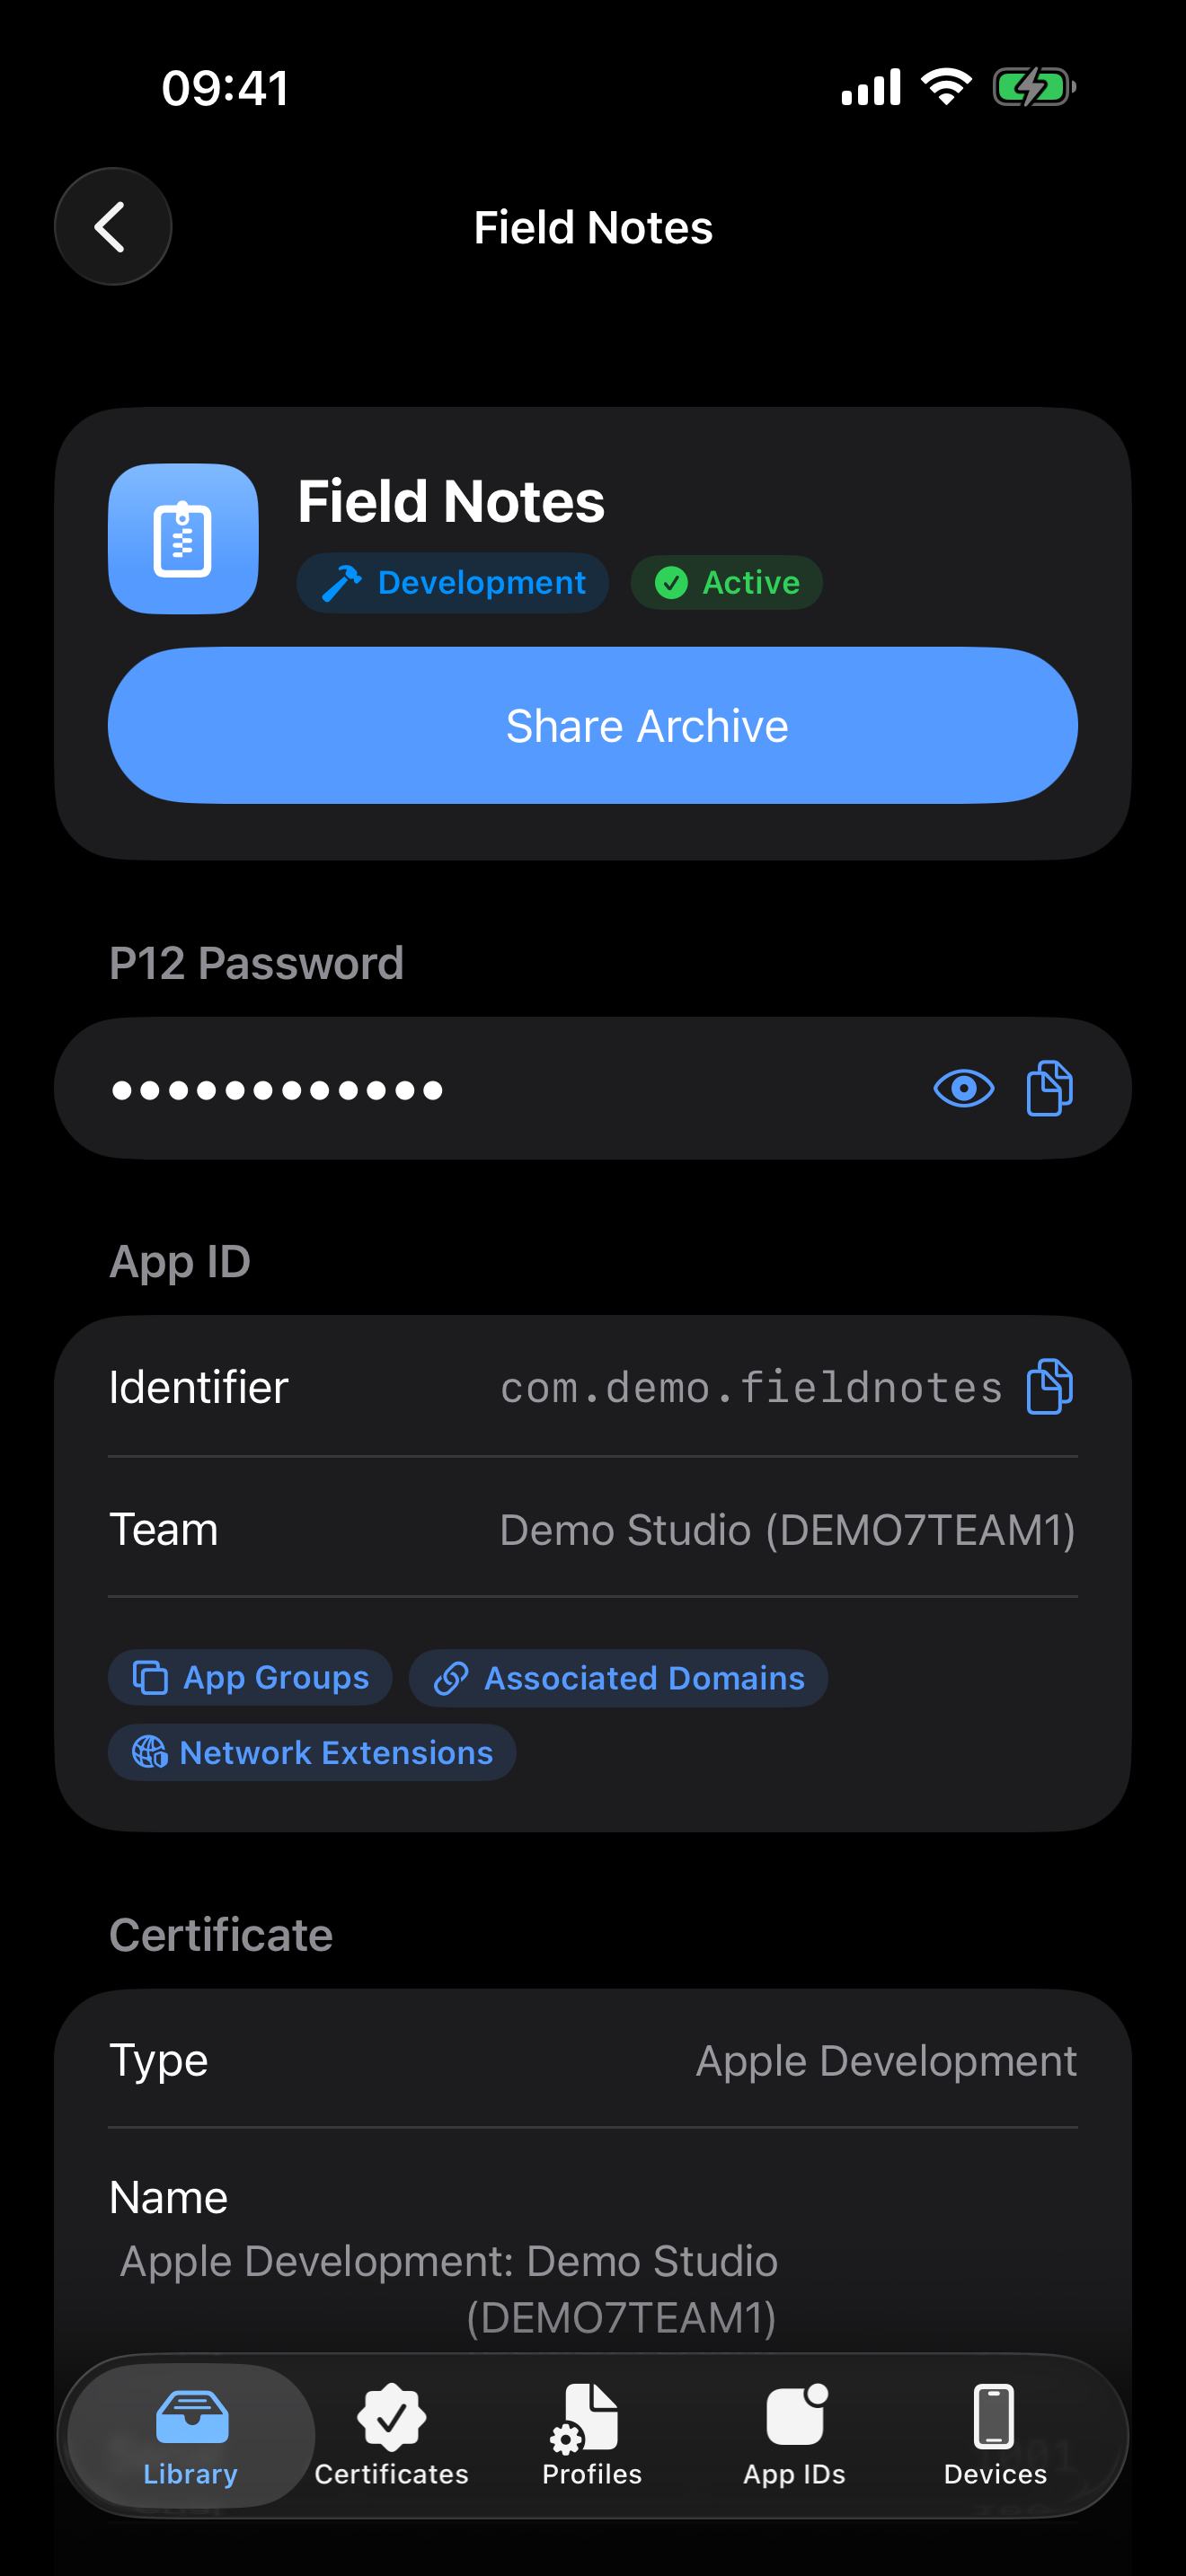 09:41
Field Notes
Field Notes
Development
Active
Share Archive
P12 Password
••••••••••••
App ID
Identifier
com.demo.fieldnotes
Team
Demo Studio (DEMO7TEAM1)
App Groups
Associated Domains
Network Extensions
Certificate
Type
Apple Development
Name
Apple Development: Demo Studio
(DEMO7TEAM1)
Library
Certificates
Profiles
App IDs
Devices